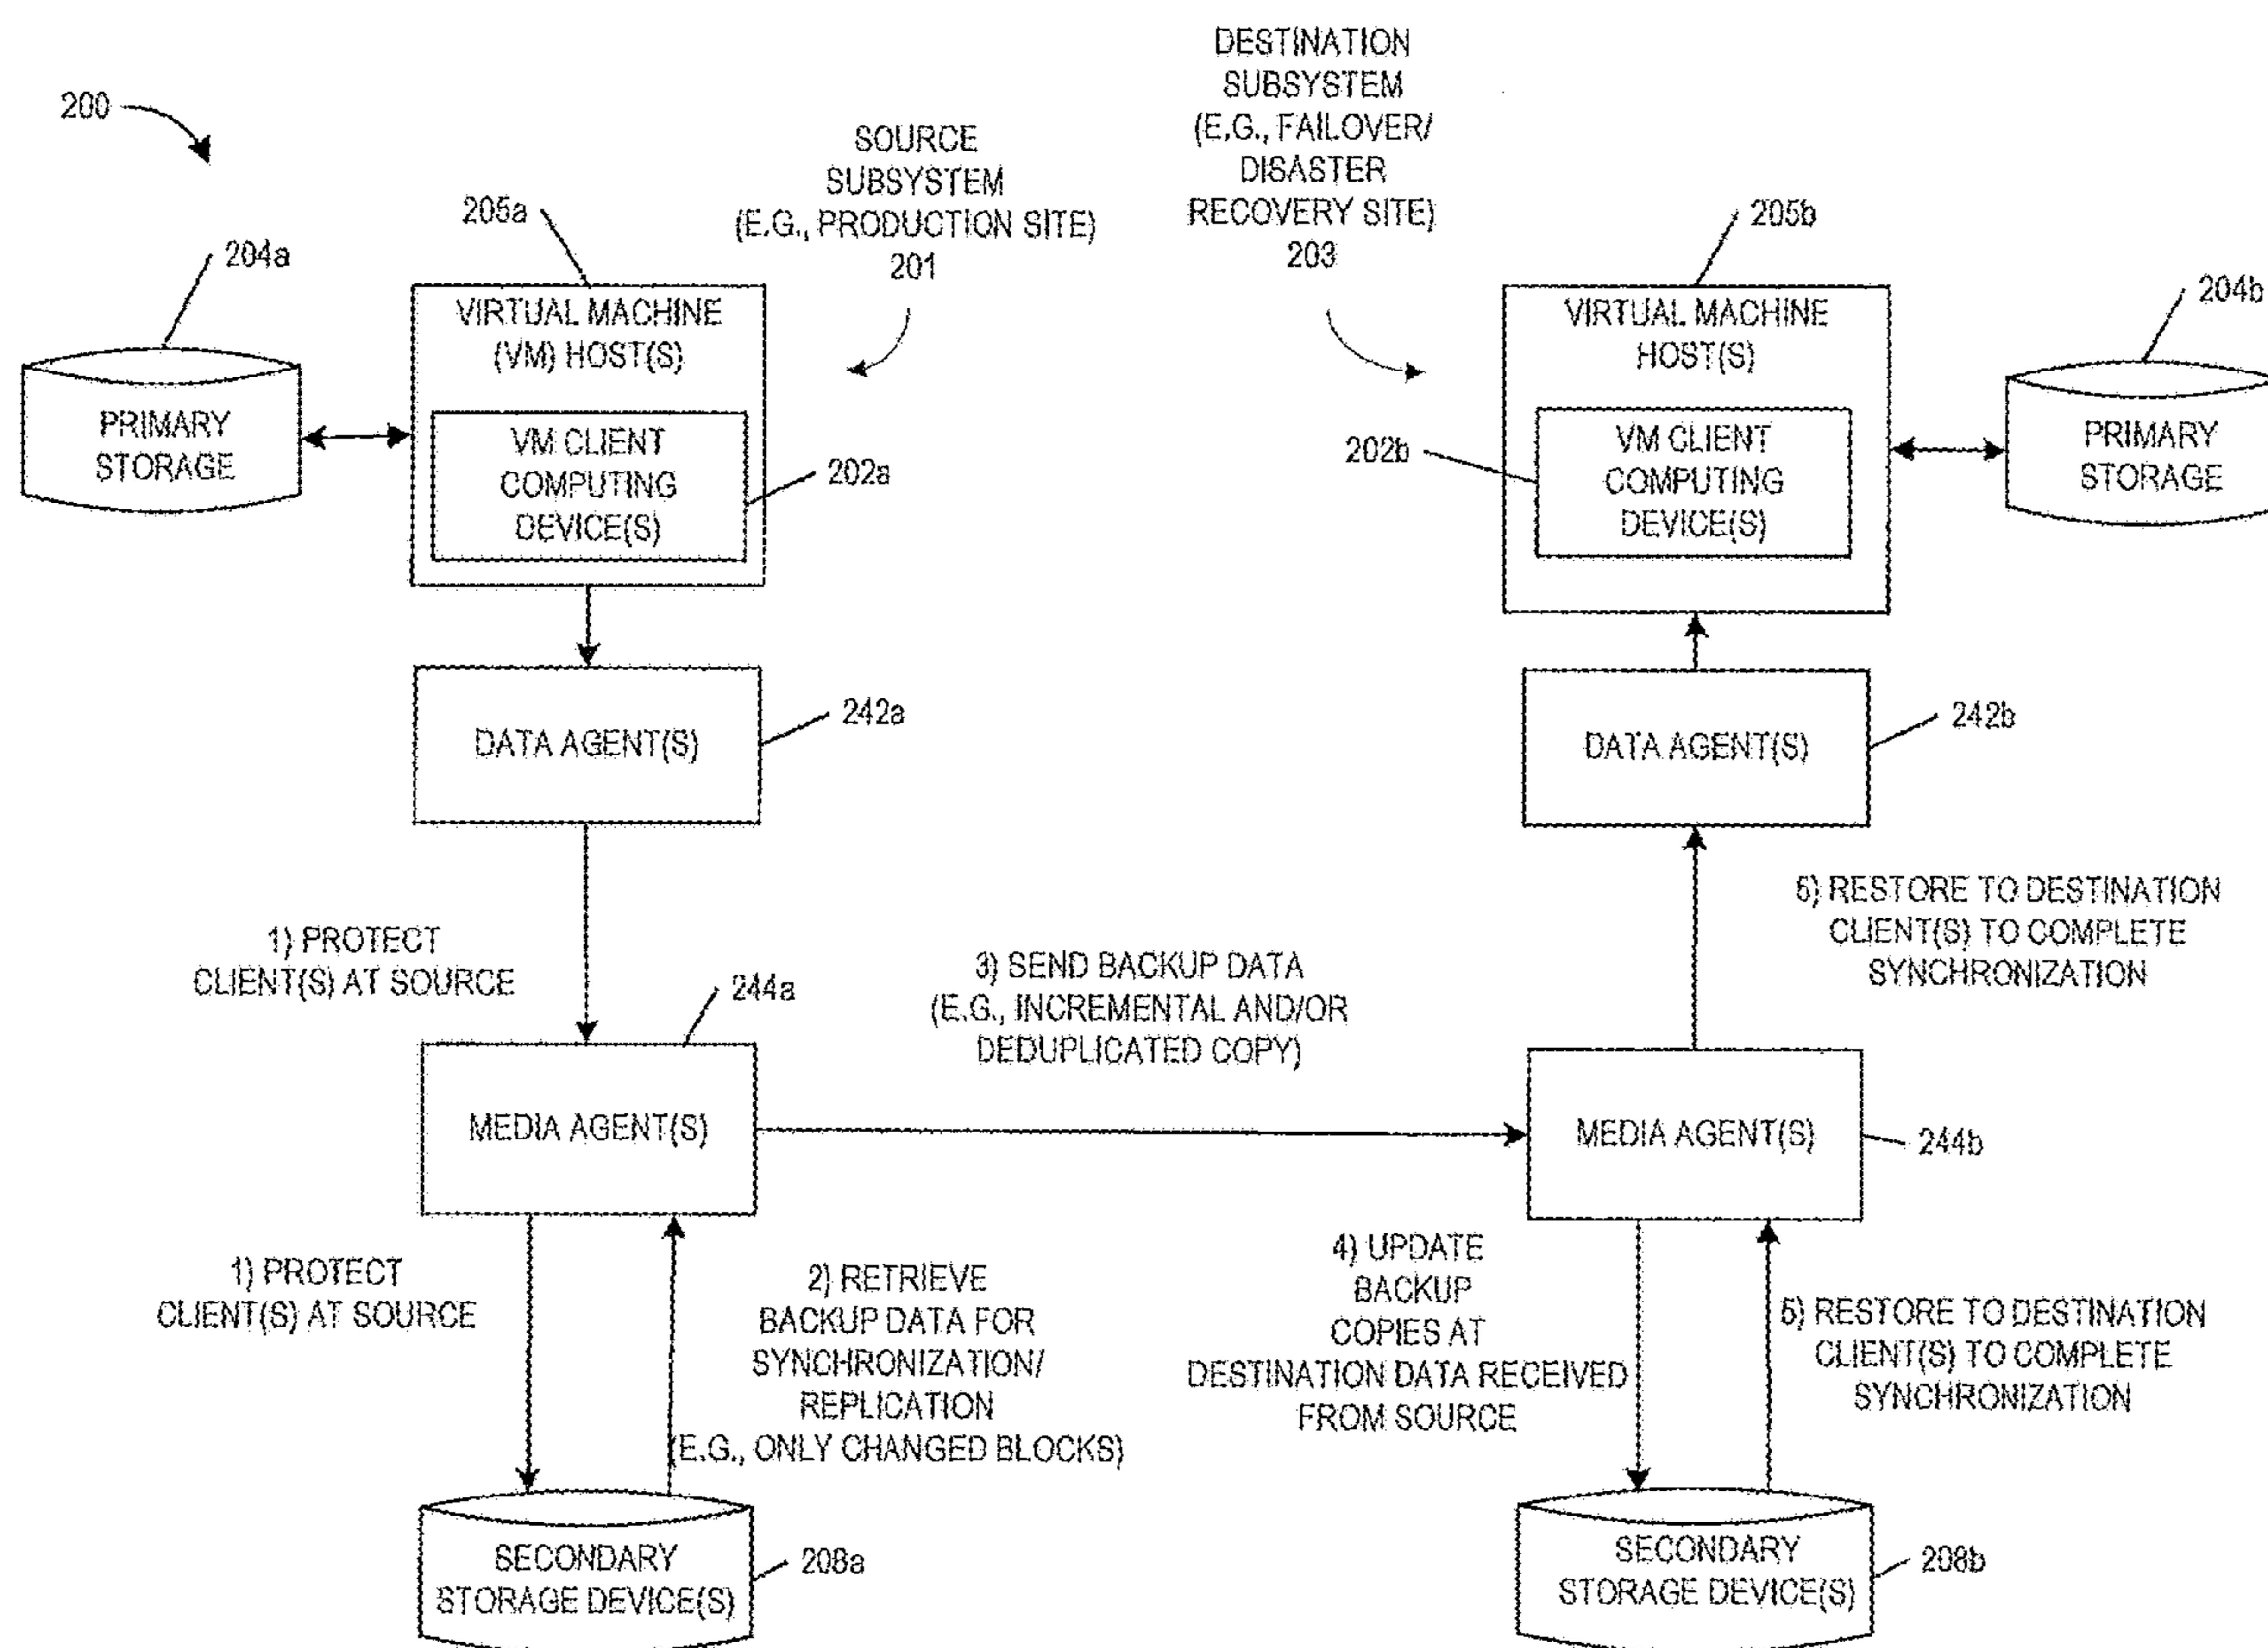 200
SOURCE
SUBSYSTEM
(E.G., PRODUCTION SITE)
201
DESTINATION
SUBSYSTEM
(E.G., FAILOVER/
DISASTER
RECOVERY SITE)
203
204a
PRIMARY
STORAGE
205a
VIRTUAL MACHINE
(VM) HOST(S)
VM CLIENT
COMPUTING
DEVICE(S)
202a
205b
VIRTUAL MACHINE
HOST(S)
VM CLIENT
COMPUTING
DEVICE(S)
202b
204b
PRIMARY
STORAGE
DATA AGENT(S)
242a
DATA AGENT(S)
242b
1) PROTECT
CLIENT(S) AT SOURCE
244a
3) SEND BACKUP DATA
(E.G., INCREMENTAL AND/OR
DEDUPLICATED COPY)
5) RESTORE TO DESTINATION
CLIENT(S) TO COMPLETE
SYNCHRONIZATION
MEDIA AGENT(S)
MEDIA AGENT(S)
244b
1) PROTECT
CLIENT(S) AT SOURCE
2) RETRIEVE
BACKUP DATA FOR
SYNCHRONIZATION/
REPLICATION
(E.G., ONLY CHANGED BLOCKS)
4) UPDATE
BACKUP
COPIES AT
DESTINATION DATA RECEIVED
FROM SOURCE
5) RESTORE TO DESTINATION
CLIENT(S) TO COMPLETE
SYNCHRONIZATION
SECONDARY
STORAGE DEVICE(S)
208a
SECONDARY
STORAGE DEVICE(S)
208b